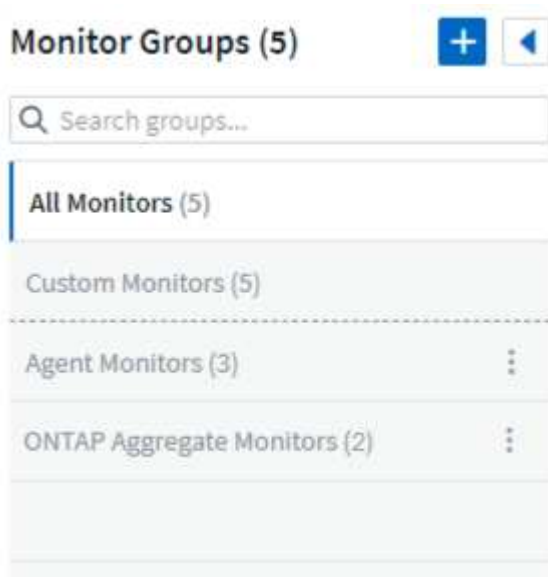 Monitor Groups (5)
Search groups...
All Monitors (5)
Custom Monitors (5)
Agent Monitors (3)
ONTAP Aggregate Monitors (2)